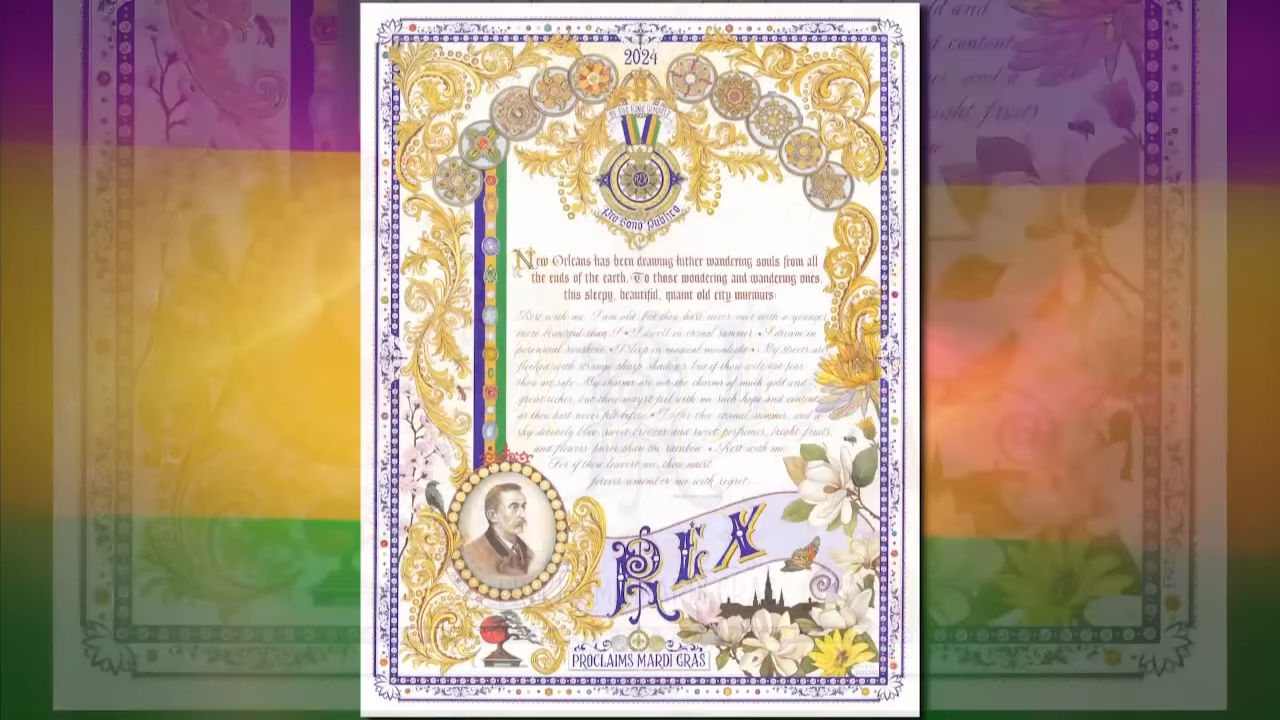 2024
Pro Bono Publico
New Orleans has been drawing hither wandering souls from all
the ends of the earth. To those wondering and wandering ones,
this sleepy, beautiful, quaint old city murmurs:
Rest with me. I am old, but thou hast never met with a younger
more beautiful than I • I dwell in eternal summer • I dream in
perennial sunshine • I sleep in magical moonlight • My streets are
flecked with strange sharp shadows, but if thou wilt not fear
thou art safe. My charms are not the charms of much gold and
great riches, but thou mayst feel with me such hope and content,
as thou hast never felt before • I offer thee eternal summer, and a
sky divinely blue, sweet breezes and sweet perfumes, bright fruits,
and flowers fairer than the rainbow • Rest with me.
For if thou leavest me, thou must
forever remember me with regret.
REX
PROCLAIMS MARDI GRAS
d and
content
and a
ght fruits